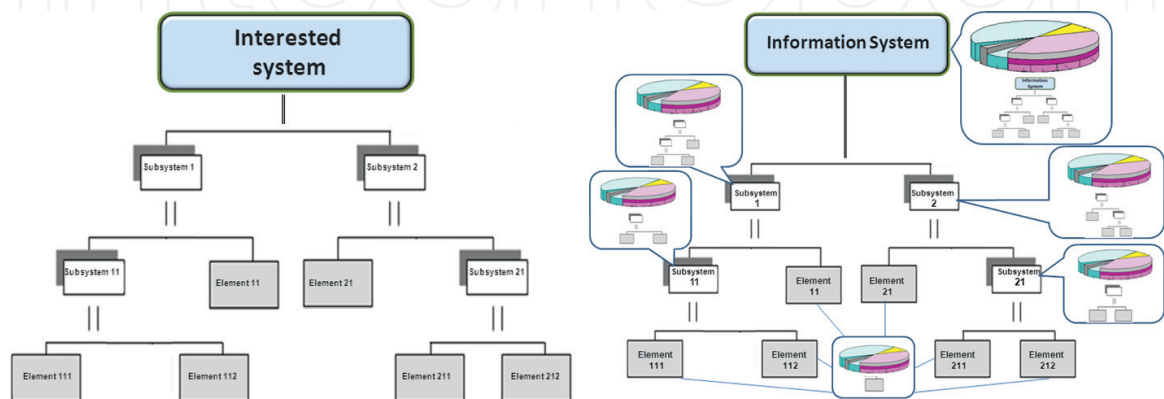 Interested
system
Subsystem 1
Subsystem 2
Subsystem 11
Element 11
Element 21
Subsystem 21
Element 111
Element 112
Element 211
Element 212
Information System
Information
System
Subsystem
1
Subsystem
2
Subsystem
11
Element
11
Element
21
Subsystem
21
Element
111
Element
112
Element
211
Element
212